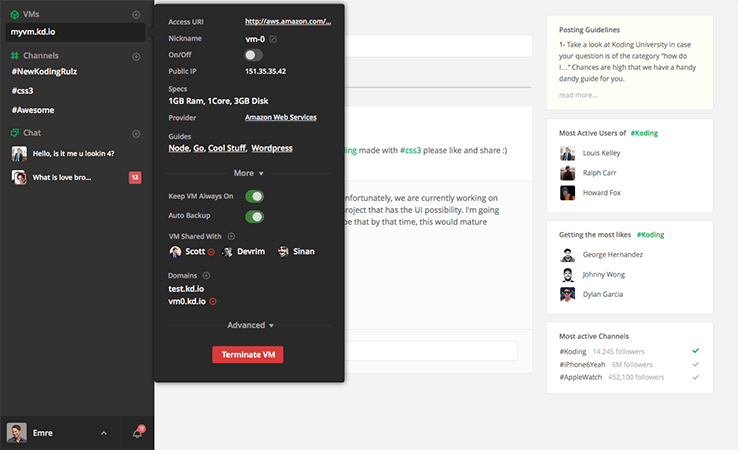 VMs
myvm.kd.io
Channels
#NewKodingRulz
#css3
#Awesome
Chat
Hello, is it me u lookin 4?
What is love bro...
12
Emre
12
Access URI
http://aws.amazon.com/...
Nickname
vm-0
On/Off
Public IP
151.35.35.42
Specs
1GB Ram, 1Core, 3GB Disk
Provider
Amazon Web Services
Guides
Node, Go, Cool Stuff, Wordpress
More
Keep VM Always On
Auto Backup
VM Shared With
Scott
Devrim
Sinan
Domains
test.kd.io
vm0.kd.io
Advanced
Terminate VM
made with #css3 please like and share :)
nfortunately, we are currently working on
project that has the UI possibility. I'm going
be that by that time, this would mature
Posting Guidelines
1- Take a look at Koding University in case
your question is of the category "how do
I..." Chances are high that we have a handy
dandy guide for you.
read more...
Most Active Users of #Koding
Louis Kelley
Ralph Carr
Howard Fox
Getting the most likes #Koding
George Hernandez
Johnny Wong
Dylan Garcia
Most active Channels
#Koding 14.245 followers
#iPhone6Yeah 6M followers
#AppleWatch 452,100 followers